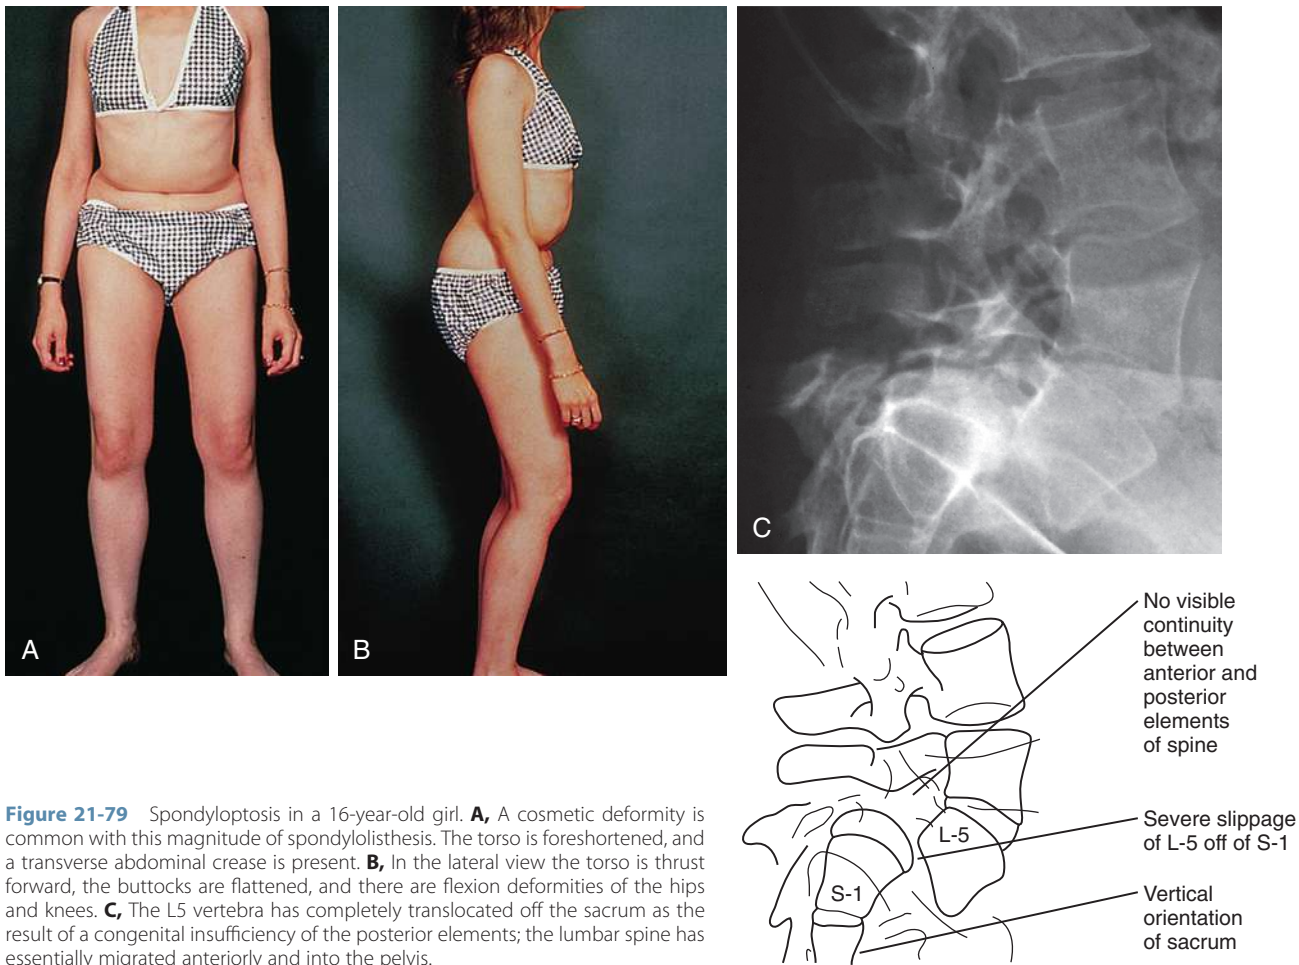 A
B
C
No visible
continuity
between
anterior and
posterior
elements
of spine
L-5
Severe slippage
of L-5 off of S-1
S-1
Vertical
orientation
of sacrum
Figure 21-79 Spondyloptosis in a 16-year-old girl. A, A cosmetic deformity is
common with this magnitude of spondylolisthesis. The torso is foreshortened, and
a transverse abdominal crease is present. B, In the lateral view the torso is thrust
forward, the buttocks are flattened, and there are flexion deformities of the hips
and knees. C, The L5 vertebra has completely translocated off the sacrum as the
result of a congenital insufficiency of the posterior elements; the lumbar spine has
essentially migrated anteriorly and into the pelvis.